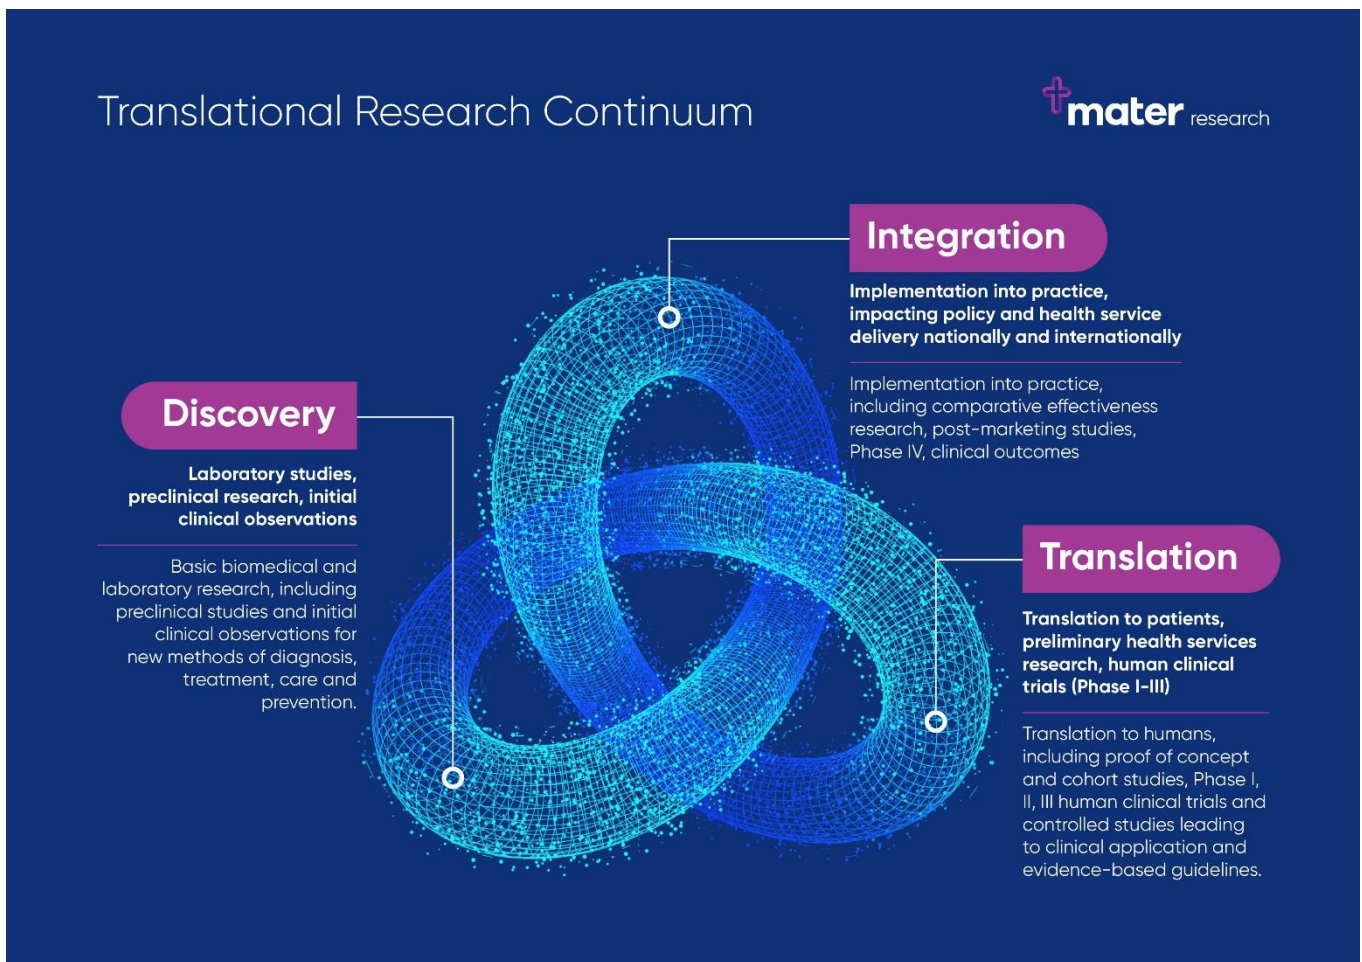 Translational Research Continuum
mater research
Integration
Implementation into practice,
impacting policy and health service
delivery nationally and internationally
Implementation into practice,
including comparative effectiveness
research, post-marketing studies,
Phase IV, clinical outcomes
Discovery
Laboratory studies,
preclinical research, initial
clinical observations
Basic biomedical and
laboratory research, including
preclinical studies and initial
clinical observations for
new methods of diagnosis,
treatment, care and
prevention.
Translation
Translation to patients,
preliminary health services
research, human clinical
trials (Phase I-III)
Translation to humans,
including proof of concept
and cohort studies, Phase I,
II, III human clinical trials and
controlled studies leading
to clinical application and
evidence-based guidelines.